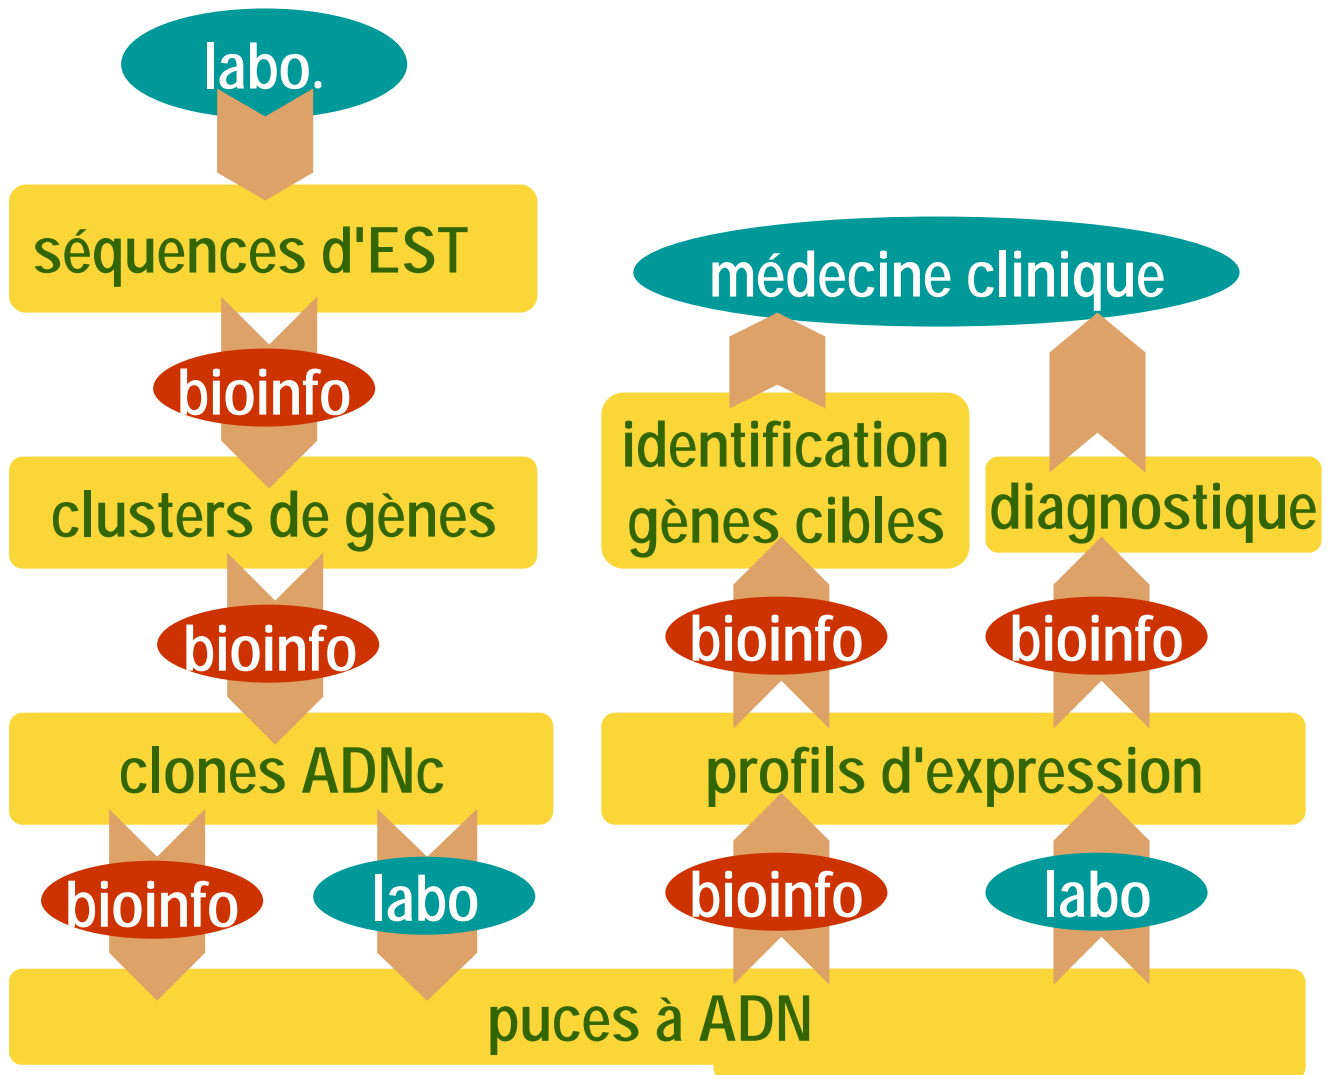 labo.
séquences d'EST
bioinfo
clusters de gènes
bioinfo
clones ADNc
bioinfo
labo
puces à ADN
médecine clinique
identification
gènes cibles
diagnostique
bioinfo
bioinfo
profils d'expression
bioinfo
labo